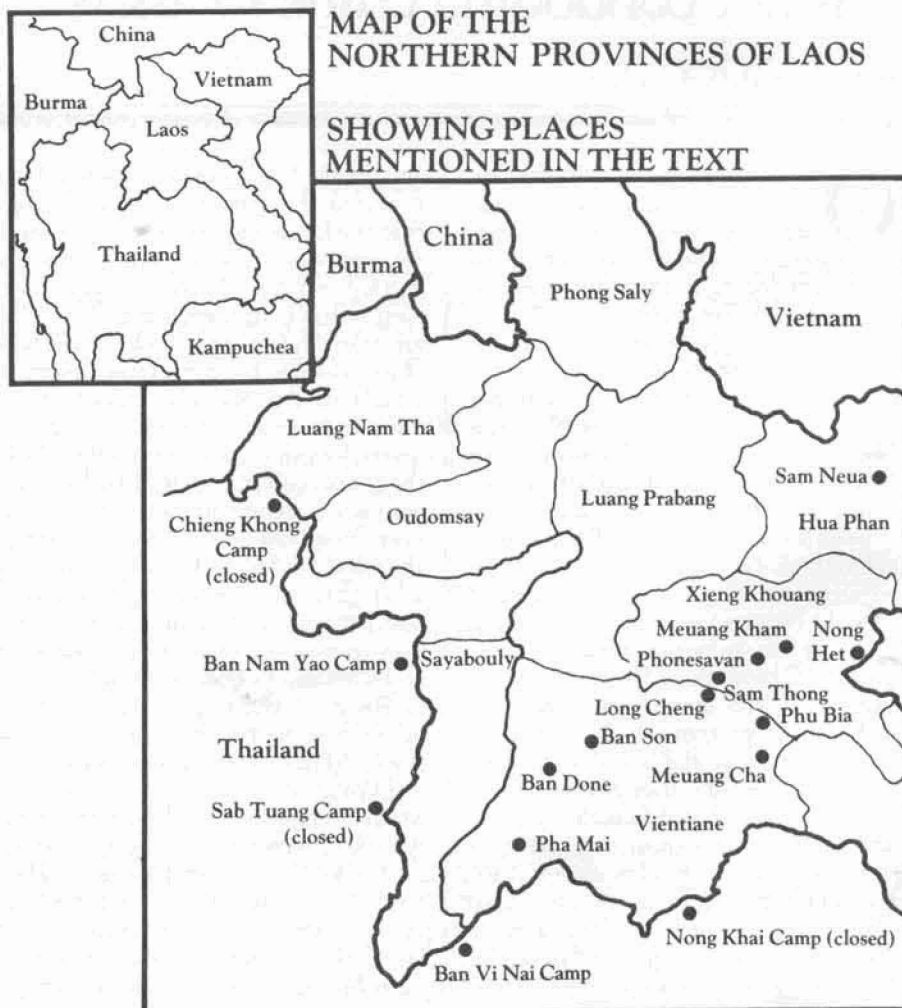 MAP OF THE
NORTHERN PROVINCES OF LAOS
SHOWING PLACES
MENTIONED IN THE TEXT
China
Burma
Vietnam
Laos
Thailand
Kampuchea
Burma
China
Phong Saly
Vietnam
Luang Nam Tha
Oudomsay
Luang Prabang
Sam Neua
Hua Phan
Chieng Khong
Camp
(closed)
Xieng Khouang
Meuang Kham
Nong
Het
Phonesavan
Ban Nam Yao Camp
Sayabouly
Sam Thong
Long Cheng
Phu Bia
Thailand
Ban Son
Ban Done
Meuang Cha
Sab Tuang Camp
(closed)
Vientiane
Pha Mai
Nong Khai Camp (closed)
Ban Vi Nai Camp